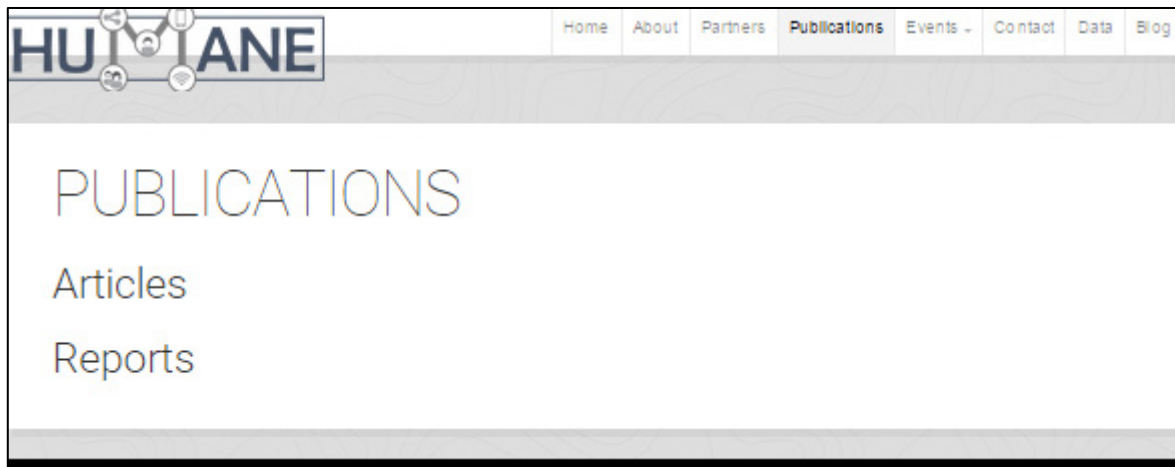 HUMANE
Home About Partners Publications Events Contact Data Blog
PUBLICATIONS
Articles
Reports